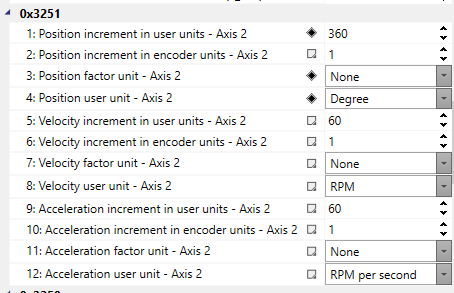 0x3251
1: Position increment in user units - Axis 2 360
2: Position increment in encoder units - Axis 2 1
3: Position factor unit - Axis 2 None
4: Position user unit - Axis 2 Degree
5: Velocity increment in user units - Axis 2 60
6: Velocity increment in encoder units - Axis 2 1
7: Velocity factor unit - Axis 2 None
8: Velocity user unit - Axis 2 RPM
9: Acceleration increment in user units - Axis 2 60
10: Acceleration increment in encoder units - Axis 2 1
11: Acceleration factor unit - Axis 2 None
12: Acceleration user unit - Axis 2 RPM per second